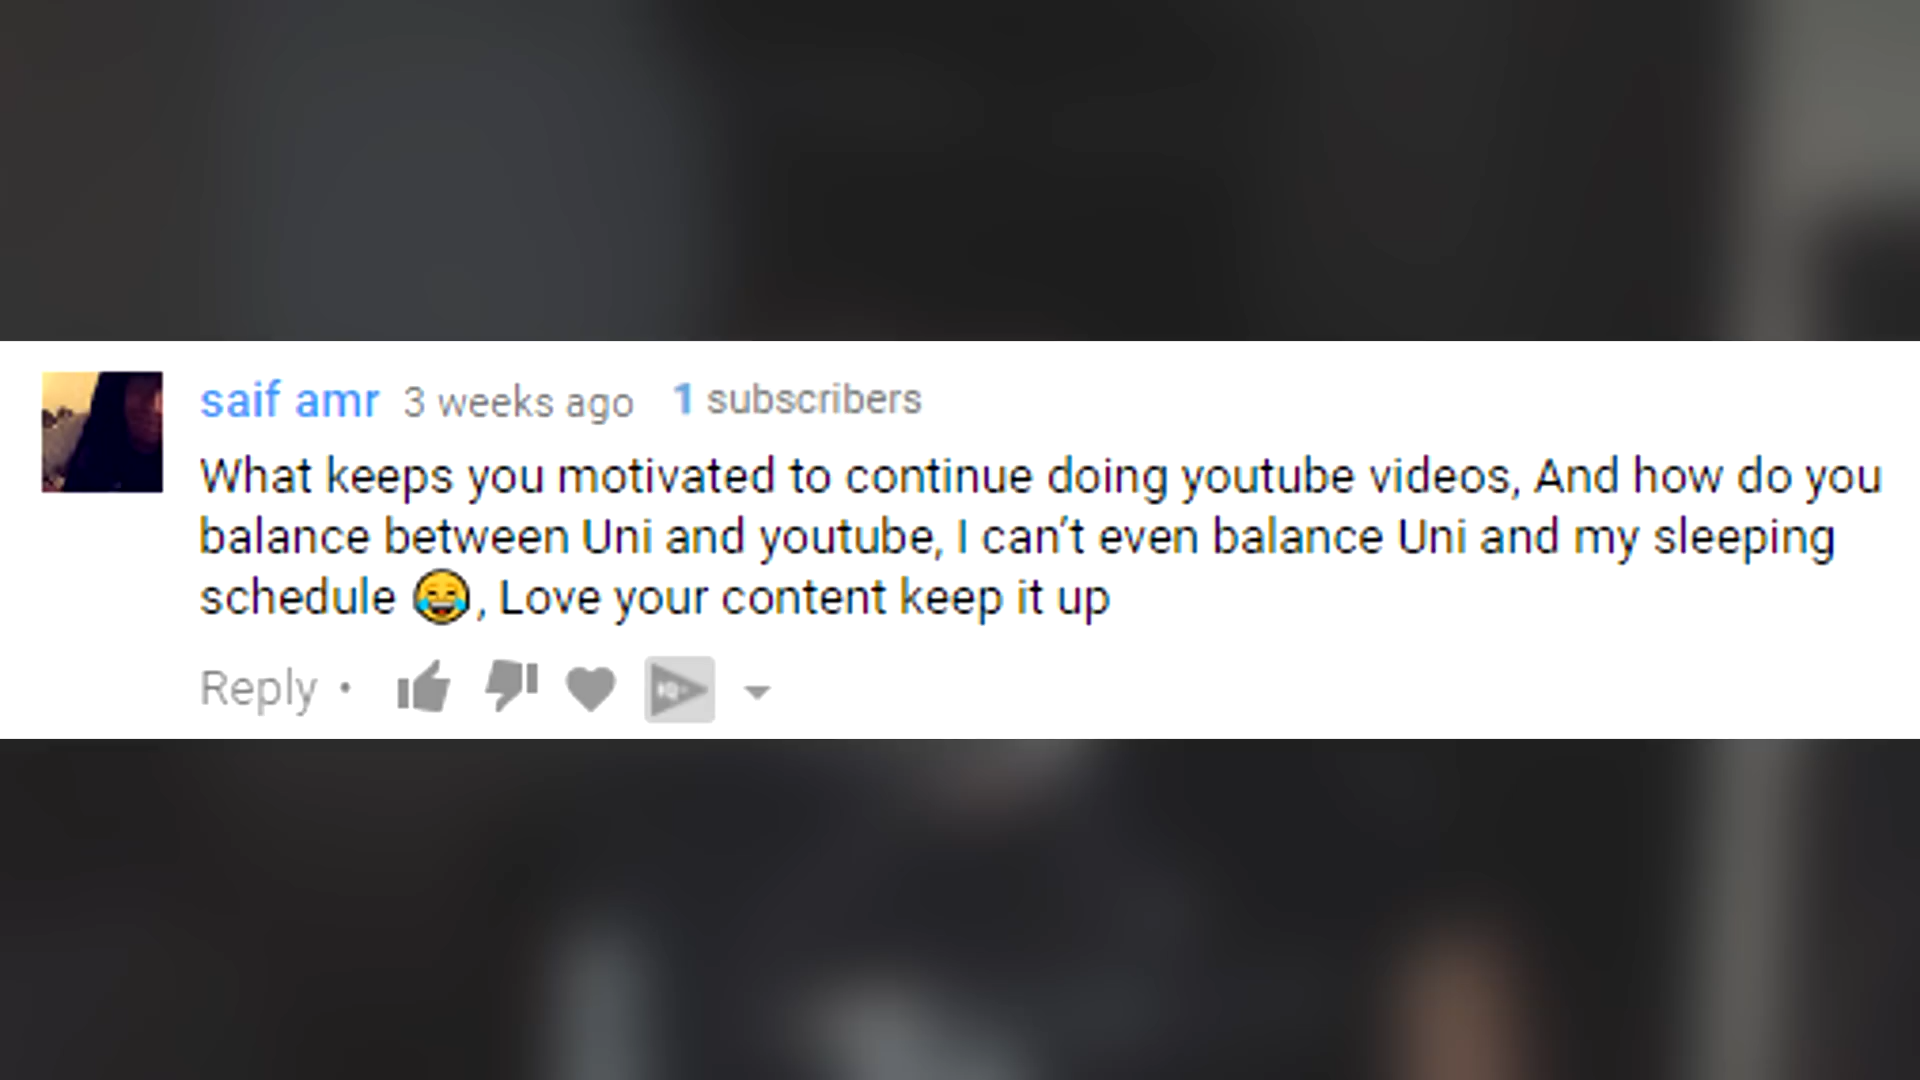 saif amr 3 weeks ago 1 subscribers
What keeps you motivated to continue doing youtube videos, And how do you
balance between Uni and youtube, I can't even balance Uni and my sleeping
schedule 😂, Love your content keep it up
Reply •